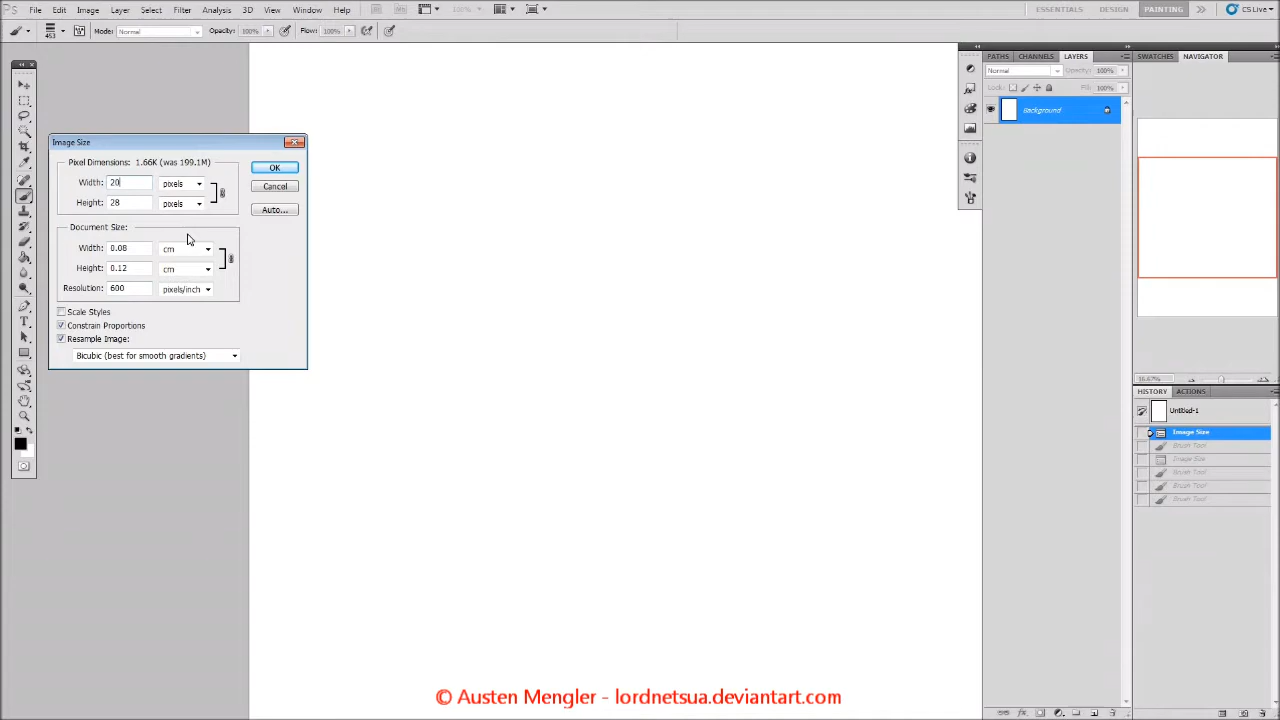 PS File Edit Image Layer Select Filter Analysis 3D View Window Help 100% ESSENTIALS DESIGN PAINTING CS Live
453 Mode: Normal Opacity: 100% Flow: 100%
PATHS CHANNELS LAYERS
SWATCHES NAVIGATOR
Normal Opacity: 100%
Lock: Fill: 100%
Background
Image Size
Pixel Dimensions: 1.66K (was 199.1M)
Width: 20 pixels
Height: 28 pixels
OK
Cancel
Auto...
Document Size:
Width: 0.08 cm
Height: 0.12 cm
Resolution: 600 pixels/inch
Scale Styles
Constrain Proportions
Resample Image:
Bicubic (best for smooth gradients)
16.67%
HISTORY ACTIONS
Untitled-1
Image Size
Brush Tool
Image Size
Brush Tool
Brush Tool
Brush Tool
© Austen Mengler - lordnetsua.deviantart.com